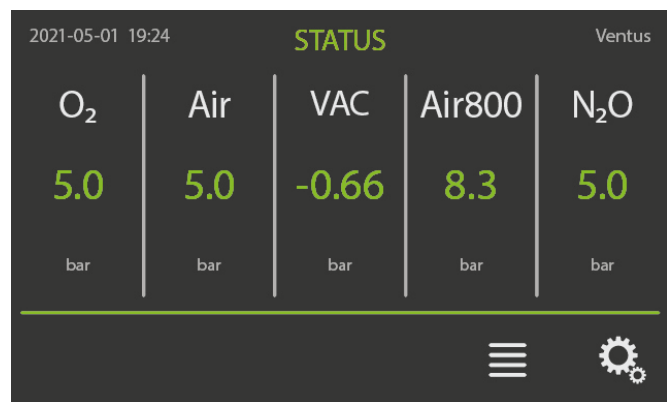 2021-05-01 19:24 STATUS Ventus
O₂ Air VAC Air800 N₂O
5.0 5.0 -0.66 8.3 5.0
bar bar bar bar bar